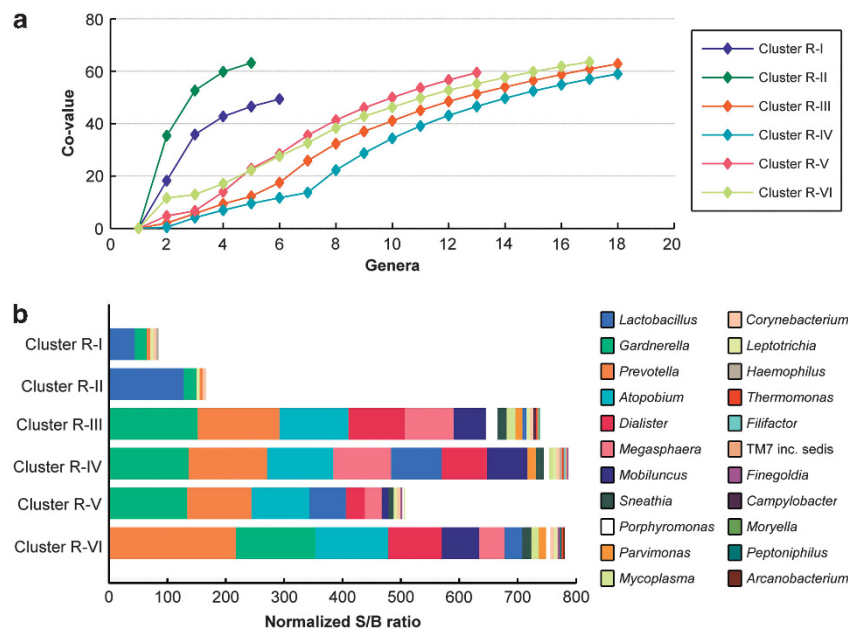 a
80
60
40
20
0
Co-value
0 2 4 6 8 10 12 14 16 18 20
Genera
Cluster R-I
Cluster R-II
Cluster R-III
Cluster R-IV
Cluster R-V
Cluster R-VI
b
Cluster R-I
Cluster R-II
Cluster R-III
Cluster R-IV
Cluster R-V
Cluster R-VI
0 100 200 300 400 500 600 700 800
Normalized S/B ratio
Lactobacillus
Gardnerella
Prevotella
Atopobium
Dialister
Megasphaera
Mobiluncus
Sneathia
Porphyromonas
Parvimonas
Mycoplasma
Corynebacterium
Leptotrichia
Haemophilus
Thermomonas
Filifactor
TM7 inc. sedis
Finegoldia
Campylobacter
Moryella
Peptoniphilus
Arcanobacterium